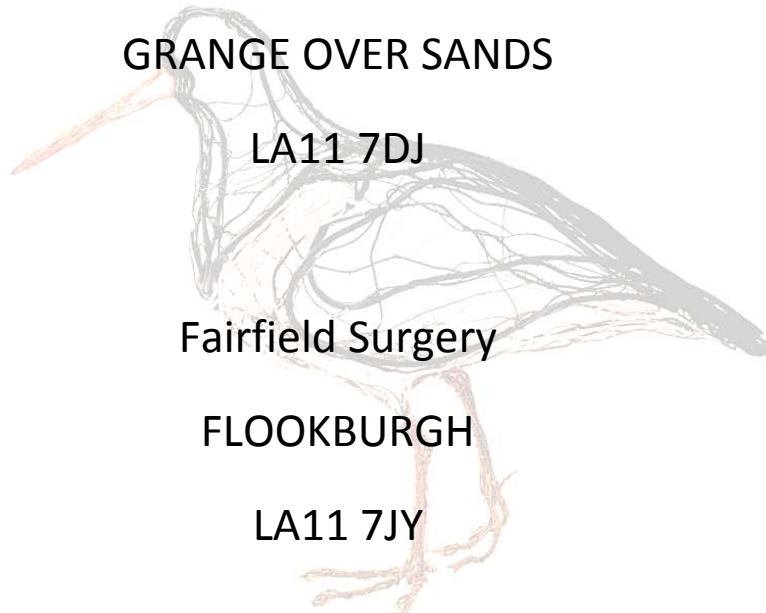 GRANGE OVER SANDS
LA11 7DJ
Fairfield Surgery
FLOOKBURGH
LA11 7JY